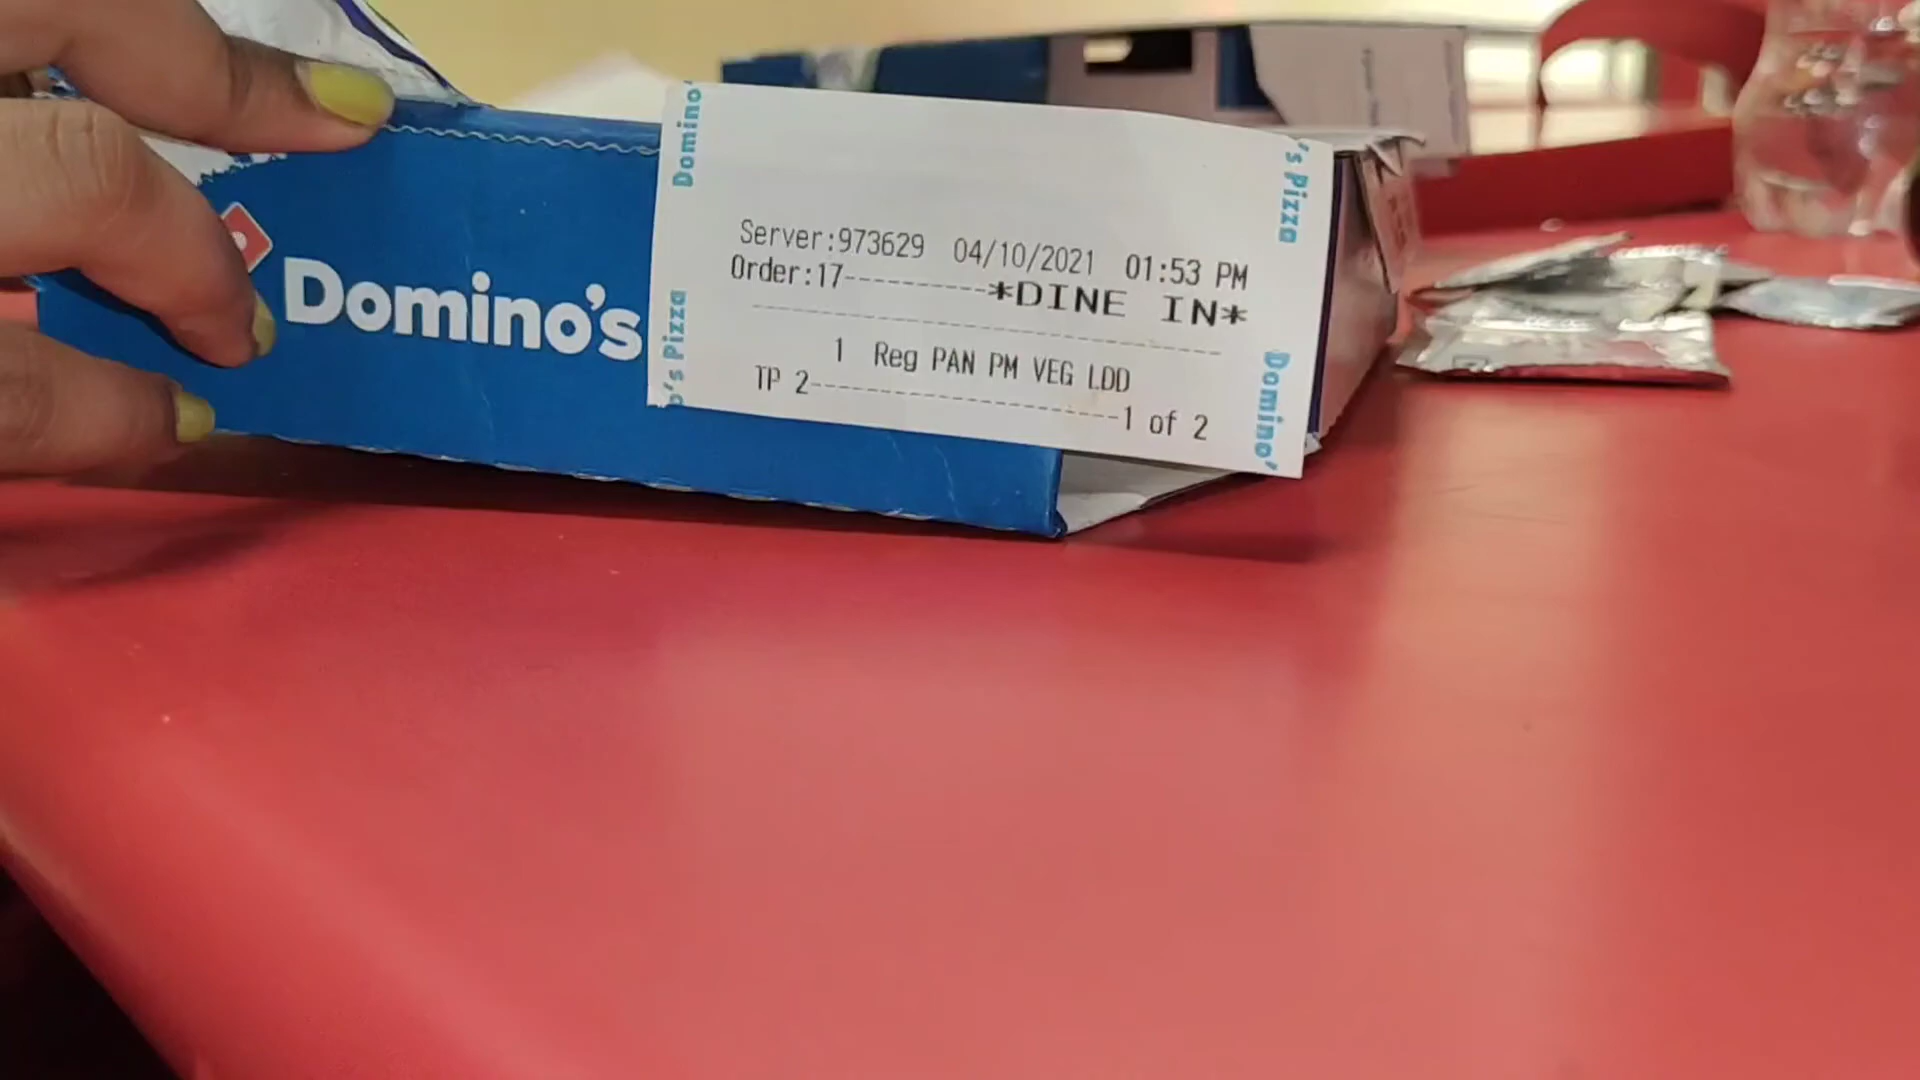 Domino's
Domino'
's Pizza
's Pizza
Domino'
Server:973629 04/10/2021 01:53 PM
Order:17----------*DINE IN*
1 Reg PAN PM VEG LDD
TP 2----------------------1 of 2